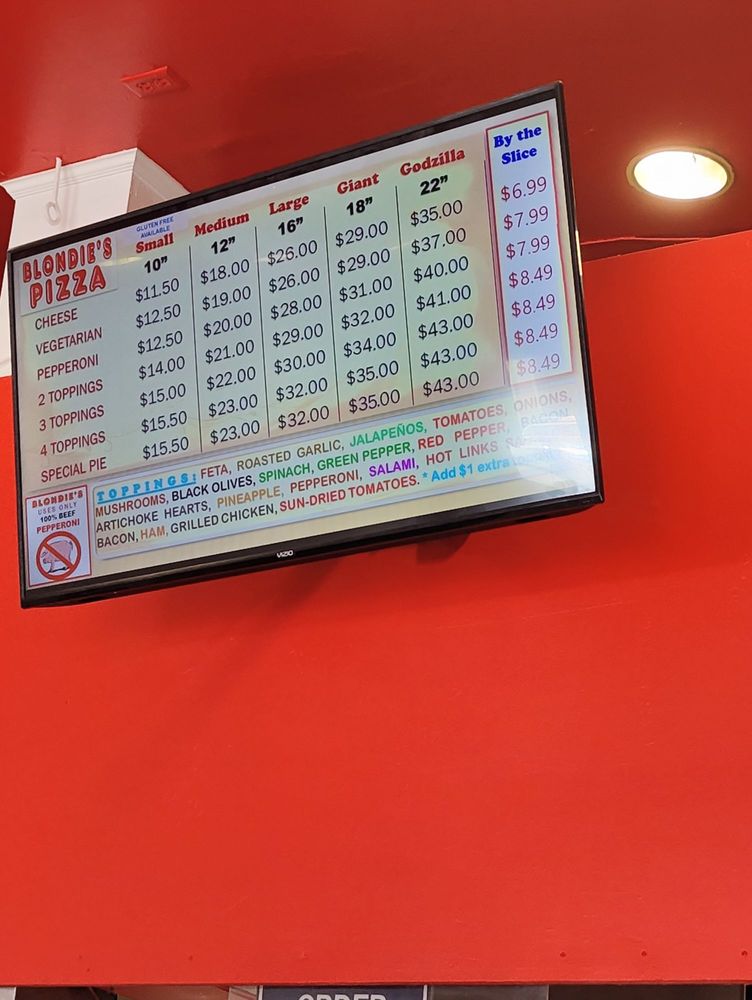 BLONDIE'S
PIZZA
GLUTEN FREE
AVAILABLE
Small Medium Large Giant Godzilla By the
Slice
10" 12" 16" 18" 22"
CHEESE $11.50 $18.00 $26.00 $29.00 $35.00 $6.99
VEGETARIAN $12.50 $19.00 $26.00 $29.00 $37.00 $7.99
PEPPERONI $12.50 $20.00 $28.00 $31.00 $40.00 $7.99
2 TOPPINGS $14.00 $21.00 $29.00 $32.00 $41.00 $8.49
3 TOPPINGS $15.00 $22.00 $30.00 $34.00 $43.00 $8.49
4 TOPPINGS $15.50 $23.00 $32.00 $35.00 $43.00 $8.49
SPECIAL PIE $15.50 $23.00 $32.00 $35.00 $43.00 $8.49
BLONDIE'S
USES ONLY
100% BEEF
PEPPERONI
TOPPINGS: FETA, ROASTED GARLIC, JALAPEÑOS, TOMATOES, ONIONS,
MUSHROOMS, BLACK OLIVES, SPINACH, GREEN PEPPER, RED PEPPER, BACON
ARTICHOKE HEARTS, PINEAPPLE, PEPPERONI, SALAMI, HOT LINKS
BACON, HAM, GRILLED CHICKEN, SUN-DRIED TOMATOES. * Add $1 extra
VIZIO
ORDER